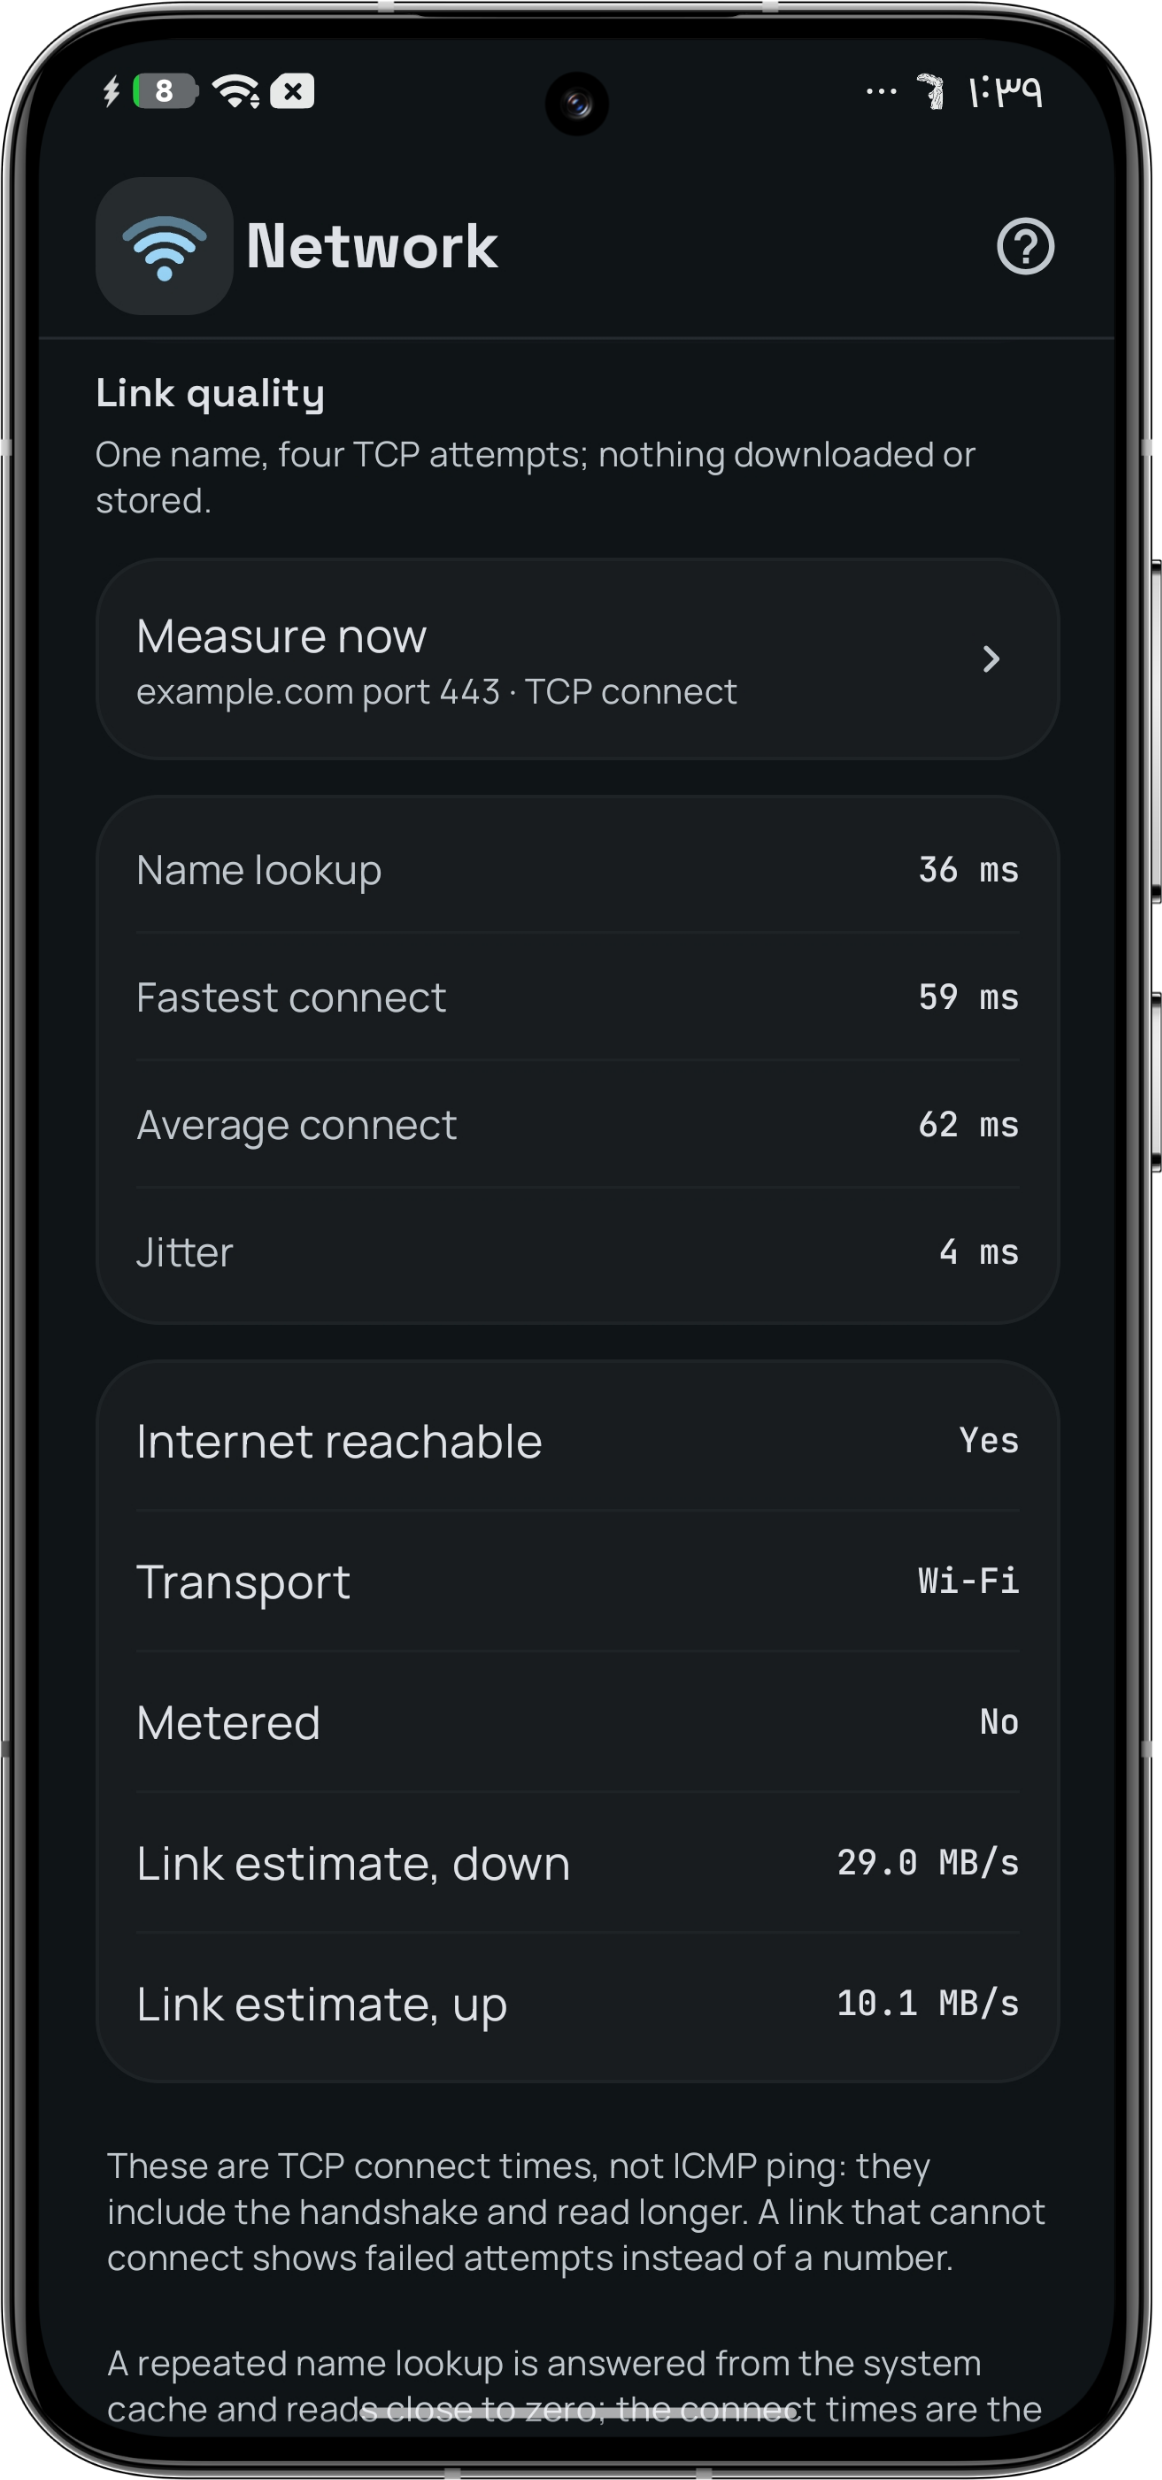 8
١:٣٩
Network
Link quality
One name, four TCP attempts; nothing downloaded or
stored.
Measure now
example.com port 443 · TCP connect
Name lookup 36 ms
Fastest connect 59 ms
Average connect 62 ms
Jitter 4 ms
Internet reachable Yes
Transport Wi-Fi
Metered No
Link estimate, down 29.0 MB/s
Link estimate, up 10.1 MB/s
These are TCP connect times, not ICMP ping: they
include the handshake and read longer. A link that cannot
connect shows failed attempts instead of a number.
A repeated name lookup is answered from the system
cache and reads close to zero; the connect times are the